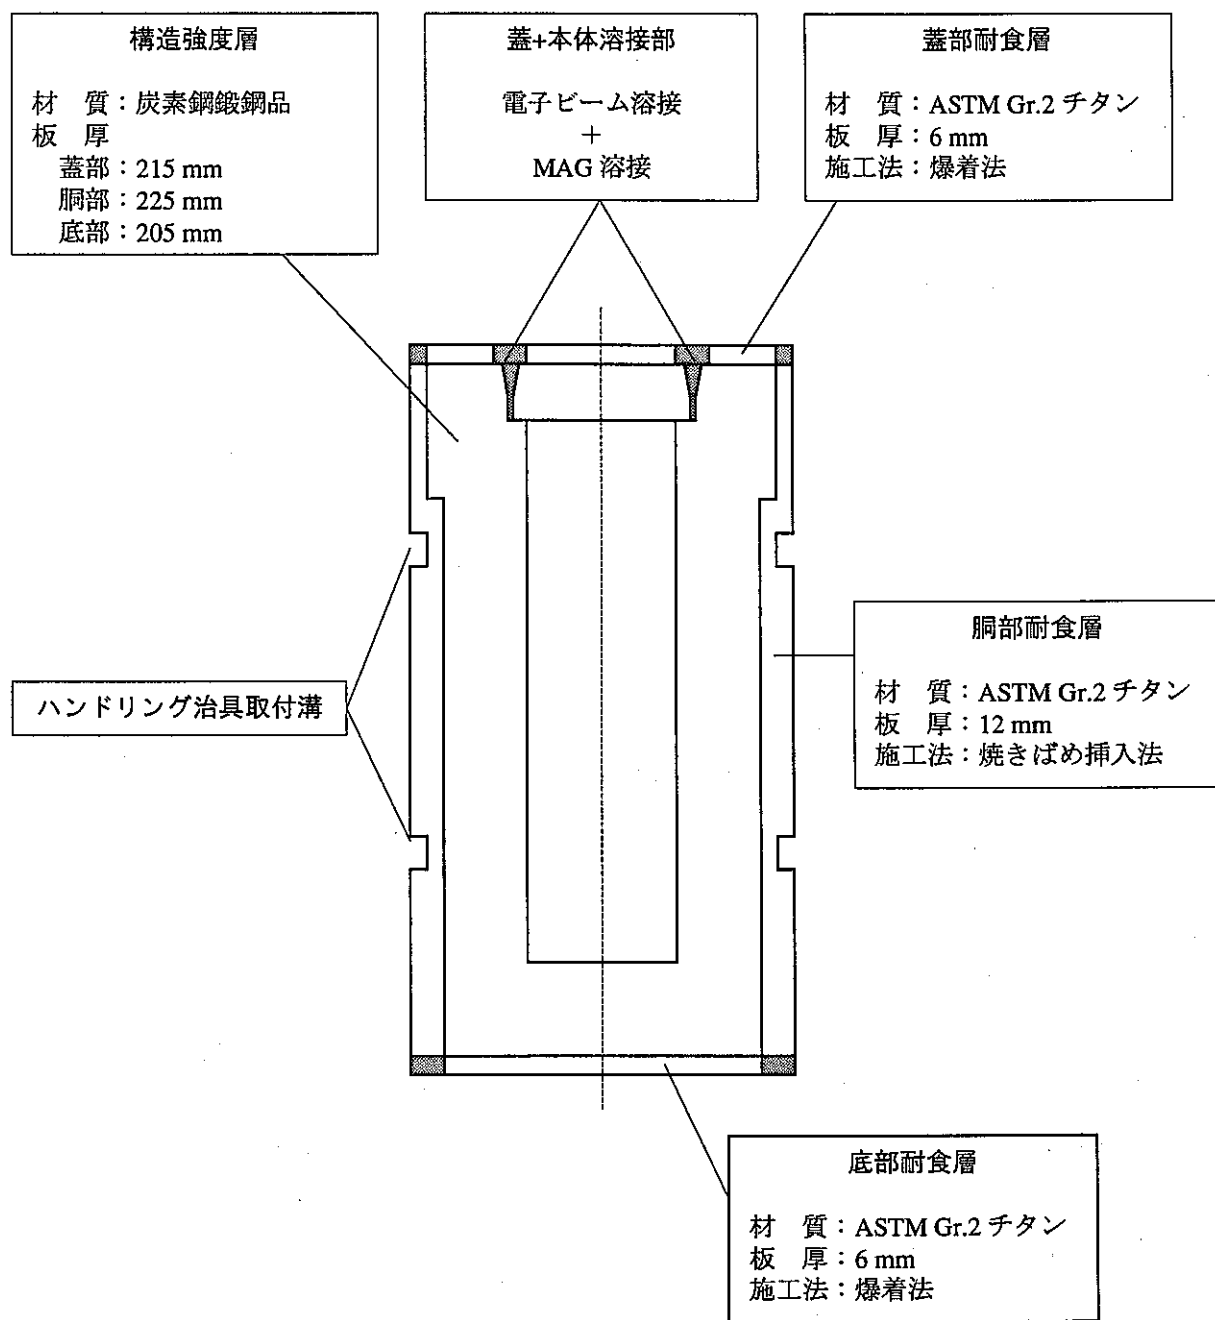 構造強度層
材　質：炭素鋼鍛鋼品
板　厚
蓋部：215 mm
胴部：225 mm
底部：205 mm
蓋+本体溶接部
電子ビーム溶接
+
MAG 溶接
蓋部耐食層
材　質：ASTM Gr.2 チタン
板　厚：6 mm
施工法：爆着法
胴部耐食層
材　質：ASTM Gr.2 チタン
板　厚：12 mm
施工法：焼きばめ挿入法
ハンドリング治具取付溝
底部耐食層
材　質：ASTM Gr.2 チタン
板　厚：6 mm
施工法：爆着法